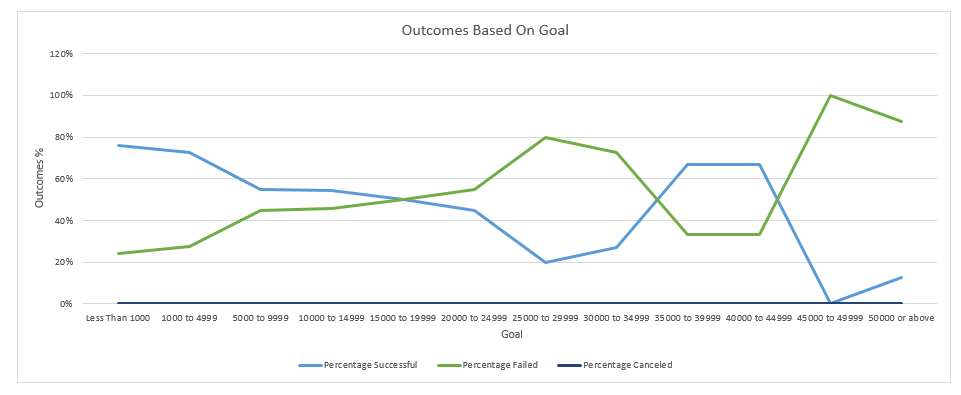 Outcomes Based On Goal
120%
100%
80%
60%
40%
20%
0%
Outcomes %
Less Than 1000 1000 to 4999 5000 to 9999 10000 to 14999 15000 to 19999 20000 to 24999 25000 to 29999 30000 to 34999 35000 to 39999 40000 to 44999 45000 to 49999 50000 or above
Goal
Percentage Successful Percentage Failed Percentage Canceled